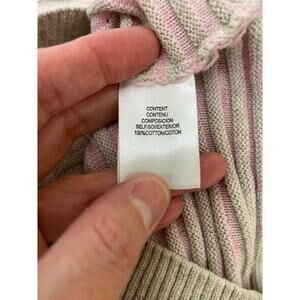 CONTENT
CONTENU
COMPOSICION
SELF/SOI/EXTERIOR
100%COTTON/COTON